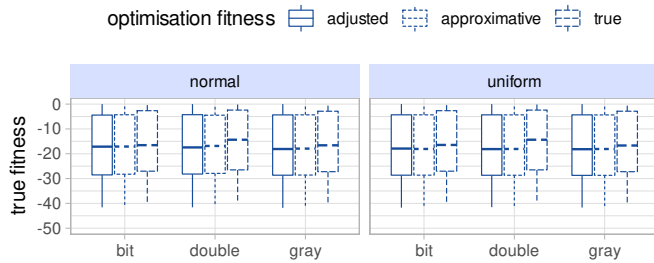 optimisation fitness adjusted approximative true
normal uniform
true fitness
0
-10
-20
-30
-40
-50
bit double gray bit double gray